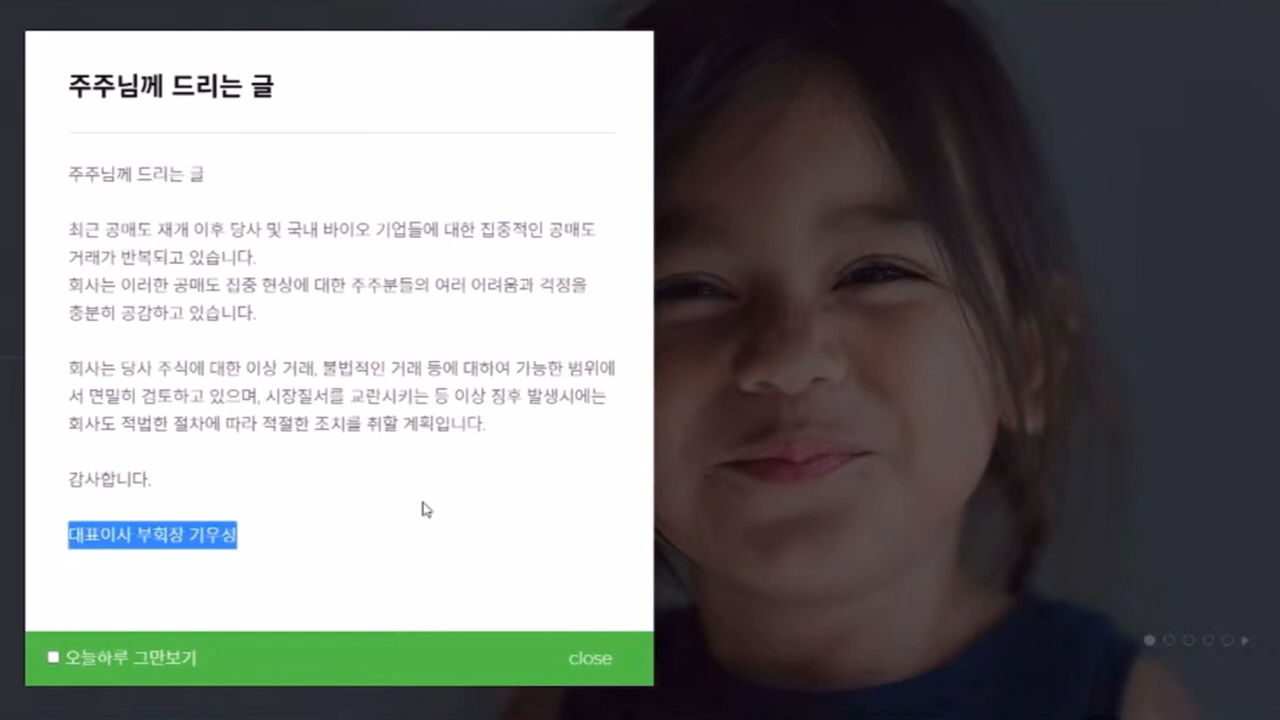 주주님께 드리는 글
주주님께 드리는 글
최근 공매도 재개 이후 당사 및 국내 바이오 기업들에 대한 집중적인 공매도
거래가 반복되고 있습니다.
회사는 이러한 공매도 집중 현상에 대한 주주분들의 여러 어려움과 걱정을
충분히 공감하고 있습니다.
회사는 당사 주식에 대한 이상 거래, 불법적인 거래 등에 대하여 가능한 범위에
서 면밀히 검토하고 있으며, 시장질서를 교란시키는 등 이상 징후 발생시에는
회사도 적법한 절차에 따라 적절한 조치를 취할 계획입니다.
감사합니다.
대표이사 부회장 기우성
오늘하루 그만보기
close